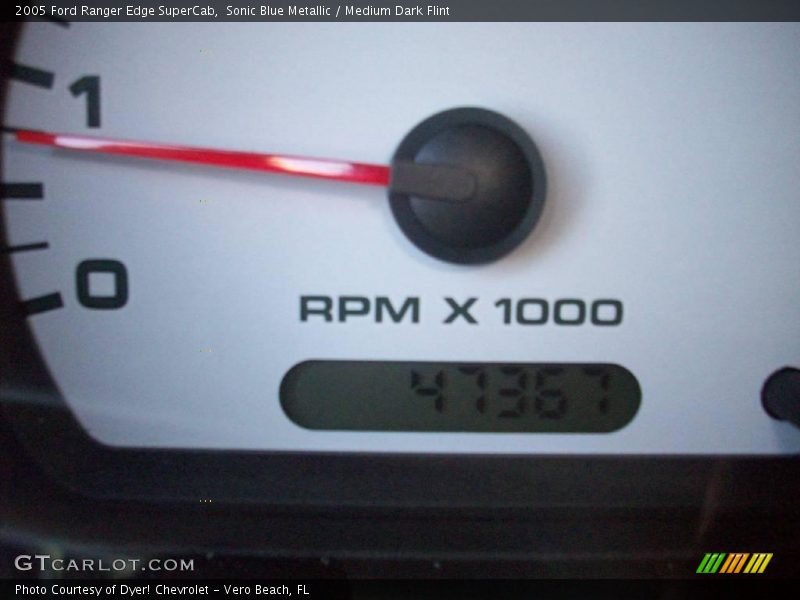 2005 Ford Ranger Edge SuperCab,  Sonic Blue Metallic / Medium Dark Flint
1
0
RPM X 1000
47367
GTCARLOT.COM
Photo Courtesy of Dyer! Chevrolet - Vero Beach, FL